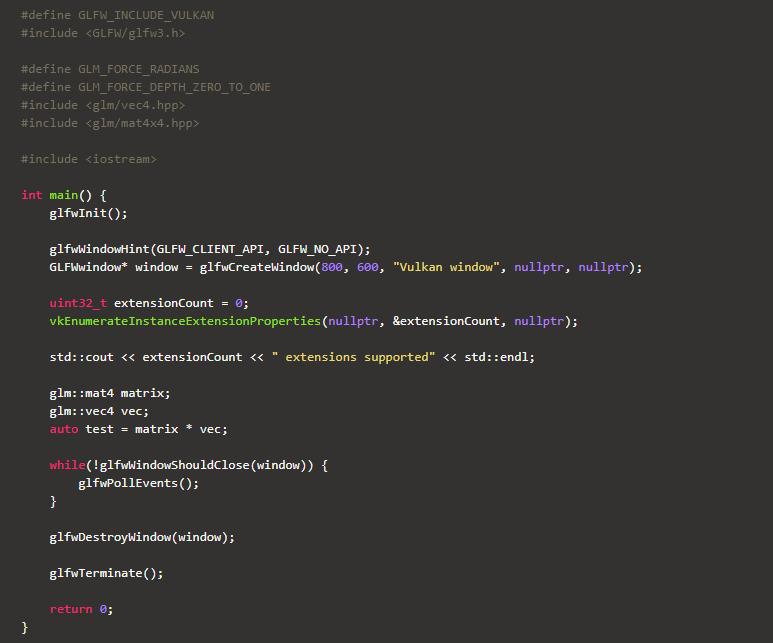 #define GLFW_INCLUDE_VULKAN
#include <GLFW/glfw3.h>
#define GLM_FORCE_RADIANS
#define GLM_FORCE_DEPTH_ZERO_TO_ONE
#include <glm/vec4.hpp>
#include <glm/mat4x4.hpp>
#include <iostream>
int main() {
    glfwInit();
    glfwWindowHint(GLFW_CLIENT_API, GLFW_NO_API);
    GLFWwindow* window = glfwCreateWindow(800, 600, "Vulkan window", nullptr, nullptr);
    uint32_t extensionCount = 0;
    vkEnumerateInstanceExtensionProperties(nullptr, &extensionCount, nullptr);
    std::cout << extensionCount << " extensions supported" << std::endl;
    glm::mat4 matrix;
    glm::vec4 vec;
    auto test = matrix * vec;
    while(!glfwWindowShouldClose(window)) {
        glfwPollEvents();
    }
    glfwDestroyWindow(window);
    glfwTerminate();
    return 0;
}